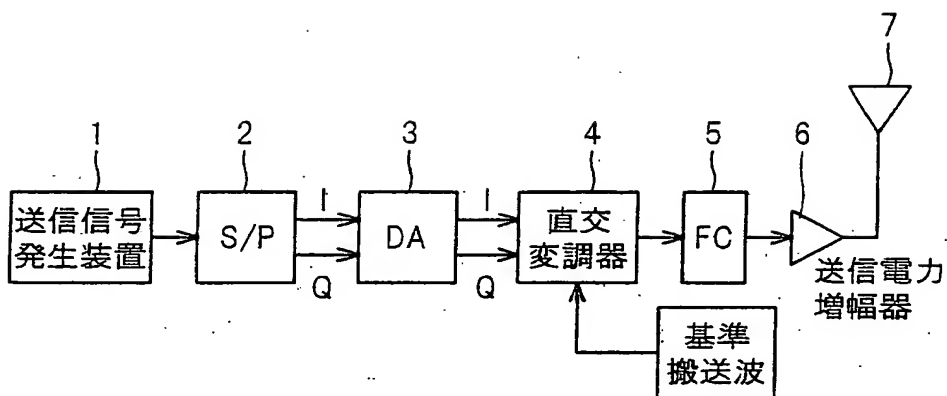 7
1
2
3
4
5
6
送信信号
発生装置
S/P
I
Q
DA
I
Q
直交
変調器
FC
送信電力
増幅器
基準
搬送波